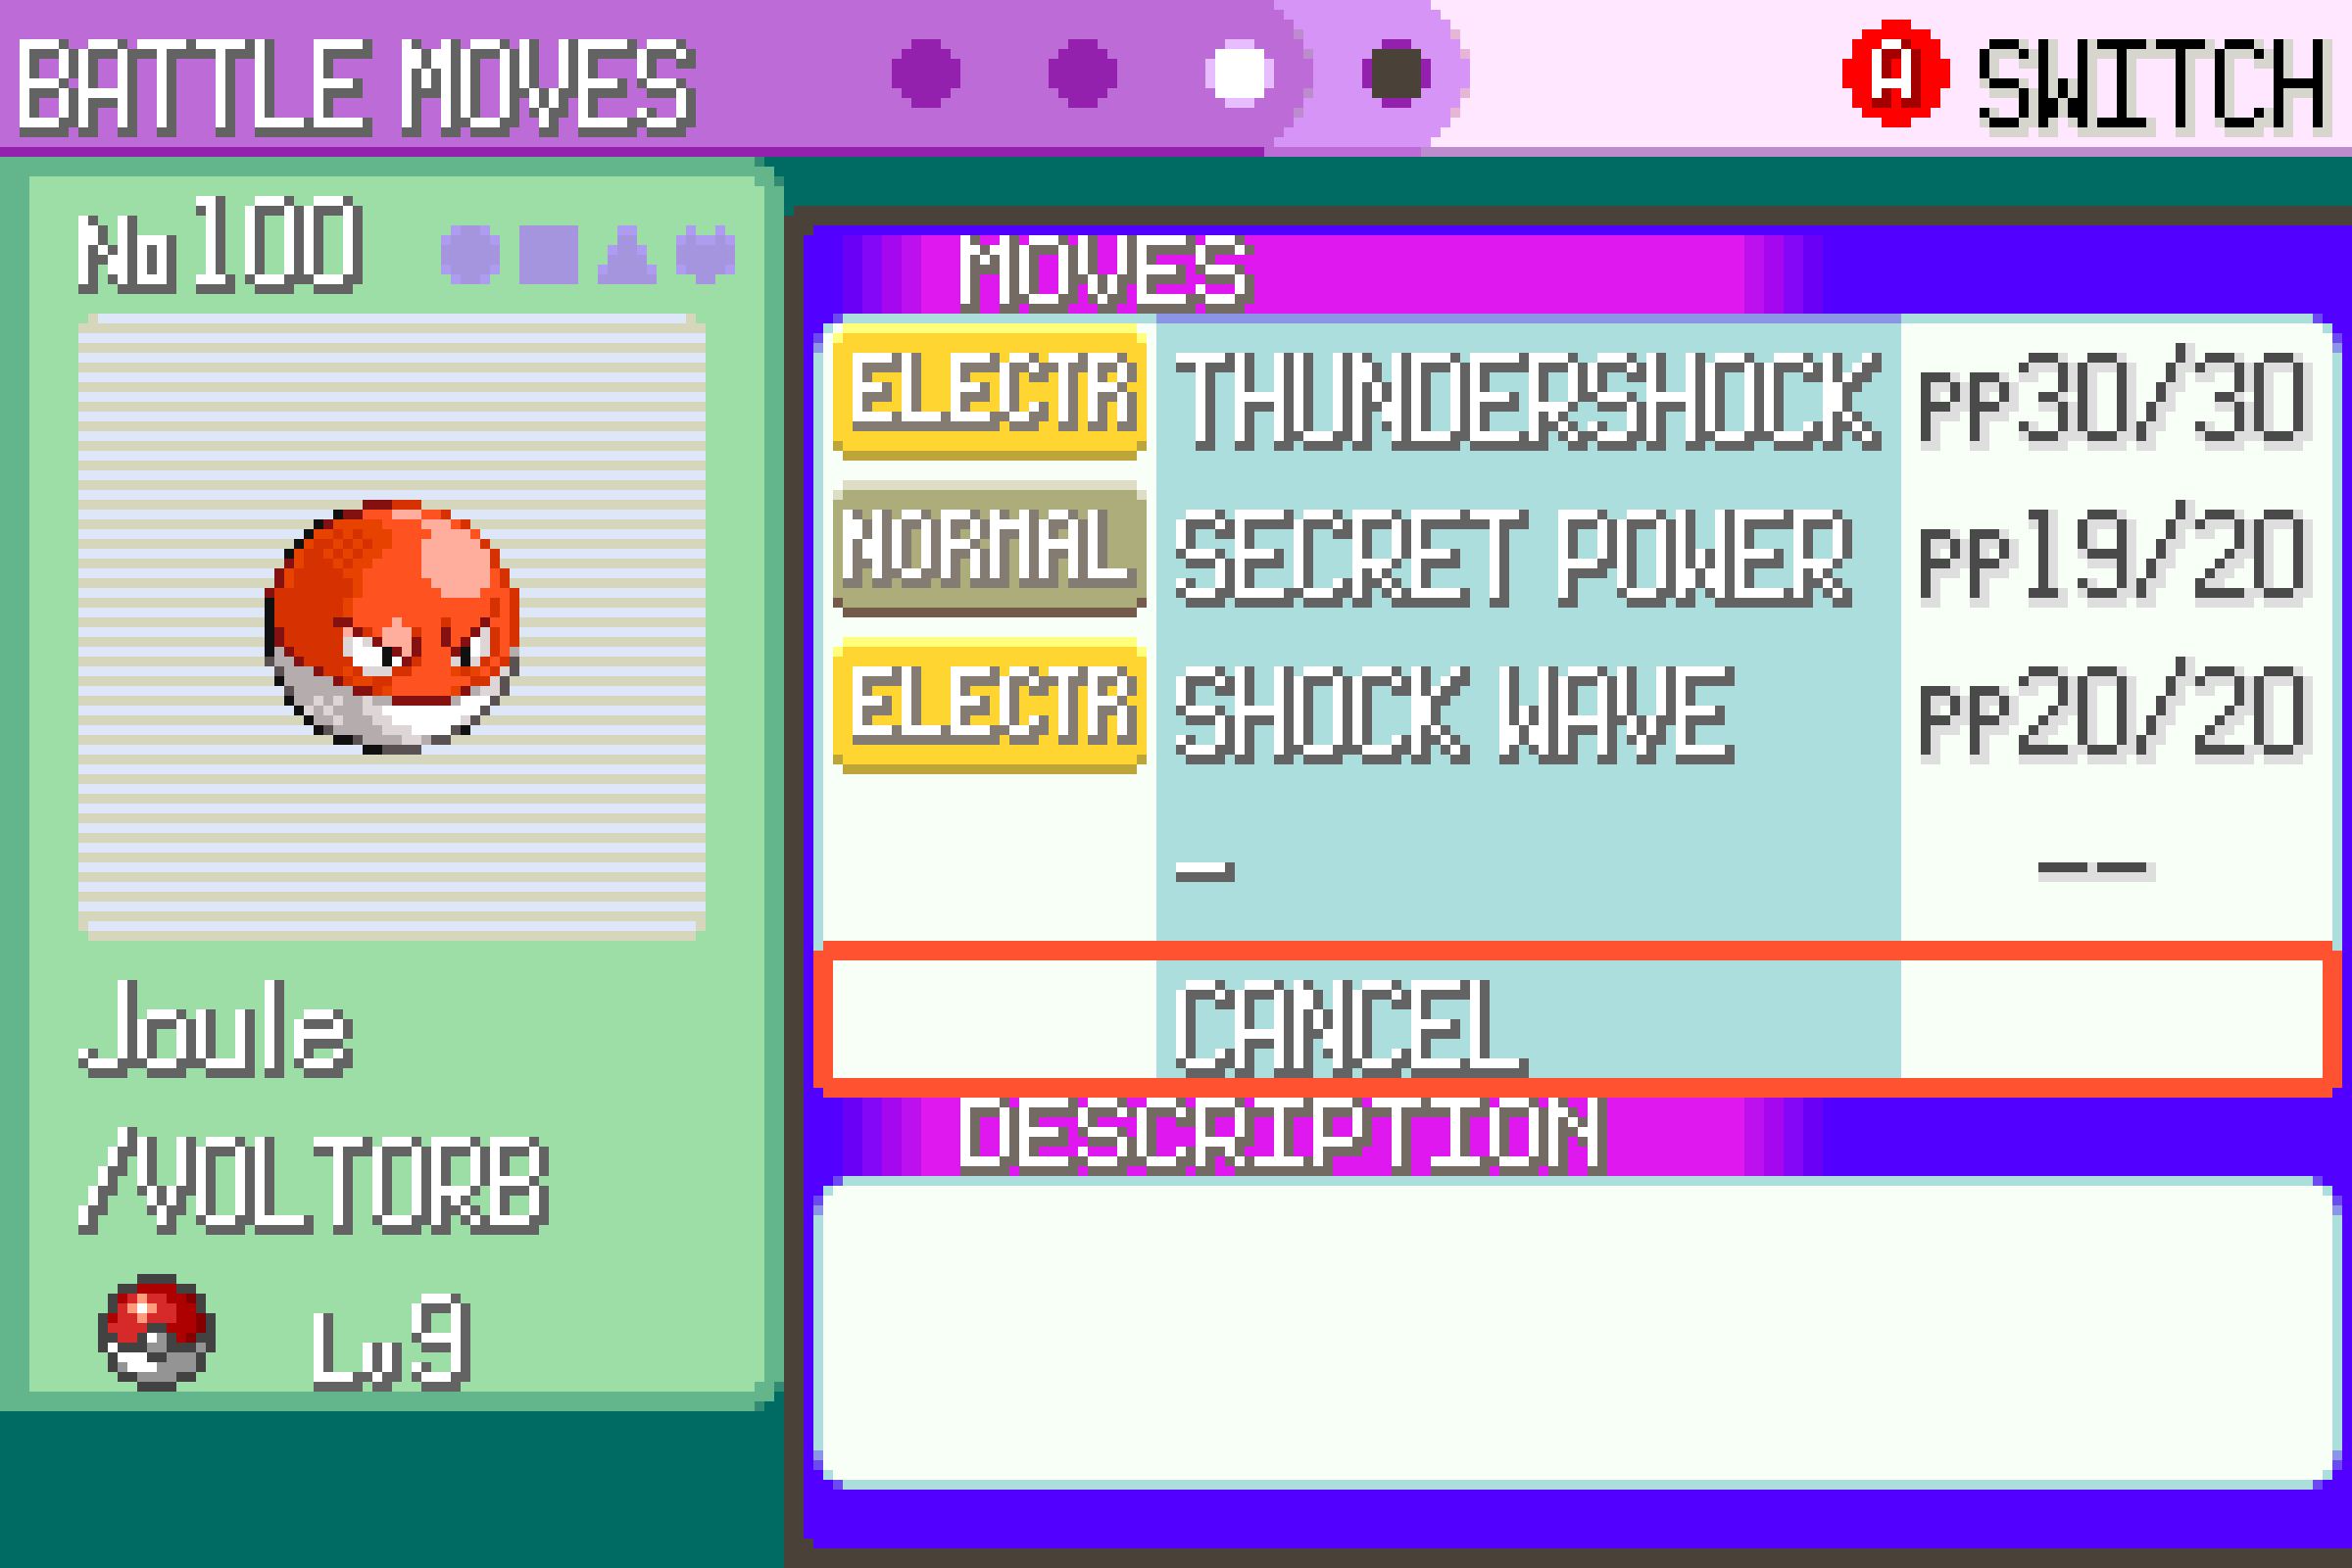 BATTLE MOVES
A SWITCH
No100
MOVES
ELECTR THUNDERSHOCK PP30/30
NORMAL SECRET POWER PP19/20
ELECTR SHOCK WAVE PP20/20
– ––
CANCEL
DESCRIPTION
Joule
/VOLTORB
Lv9